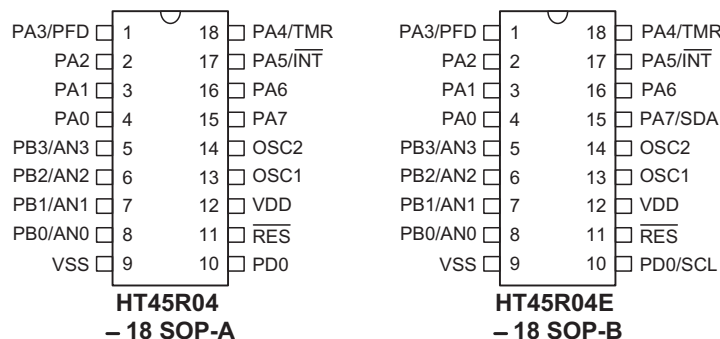 PA3/PFD 1 18 PA4/TMR
PA2 2 17 PA5/INT
PA1 3 16 PA6
PA0 4 15 PA7
PB3/AN3 5 14 OSC2
PB2/AN2 6 13 OSC1
PB1/AN1 7 12 VDD
PB0/AN0 8 11 RES
VSS 9 10 PD0
HT45R04
– 18 SOP-A
PA3/PFD 1 18 PA4/TMR
PA2 2 17 PA5/INT
PA1 3 16 PA6
PA0 4 15 PA7/SDA
PB3/AN3 5 14 OSC2
PB2/AN2 6 13 OSC1
PB1/AN1 7 12 VDD
PB0/AN0 8 11 RES
VSS 9 10 PD0/SCL
HT45R04E
– 18 SOP-B